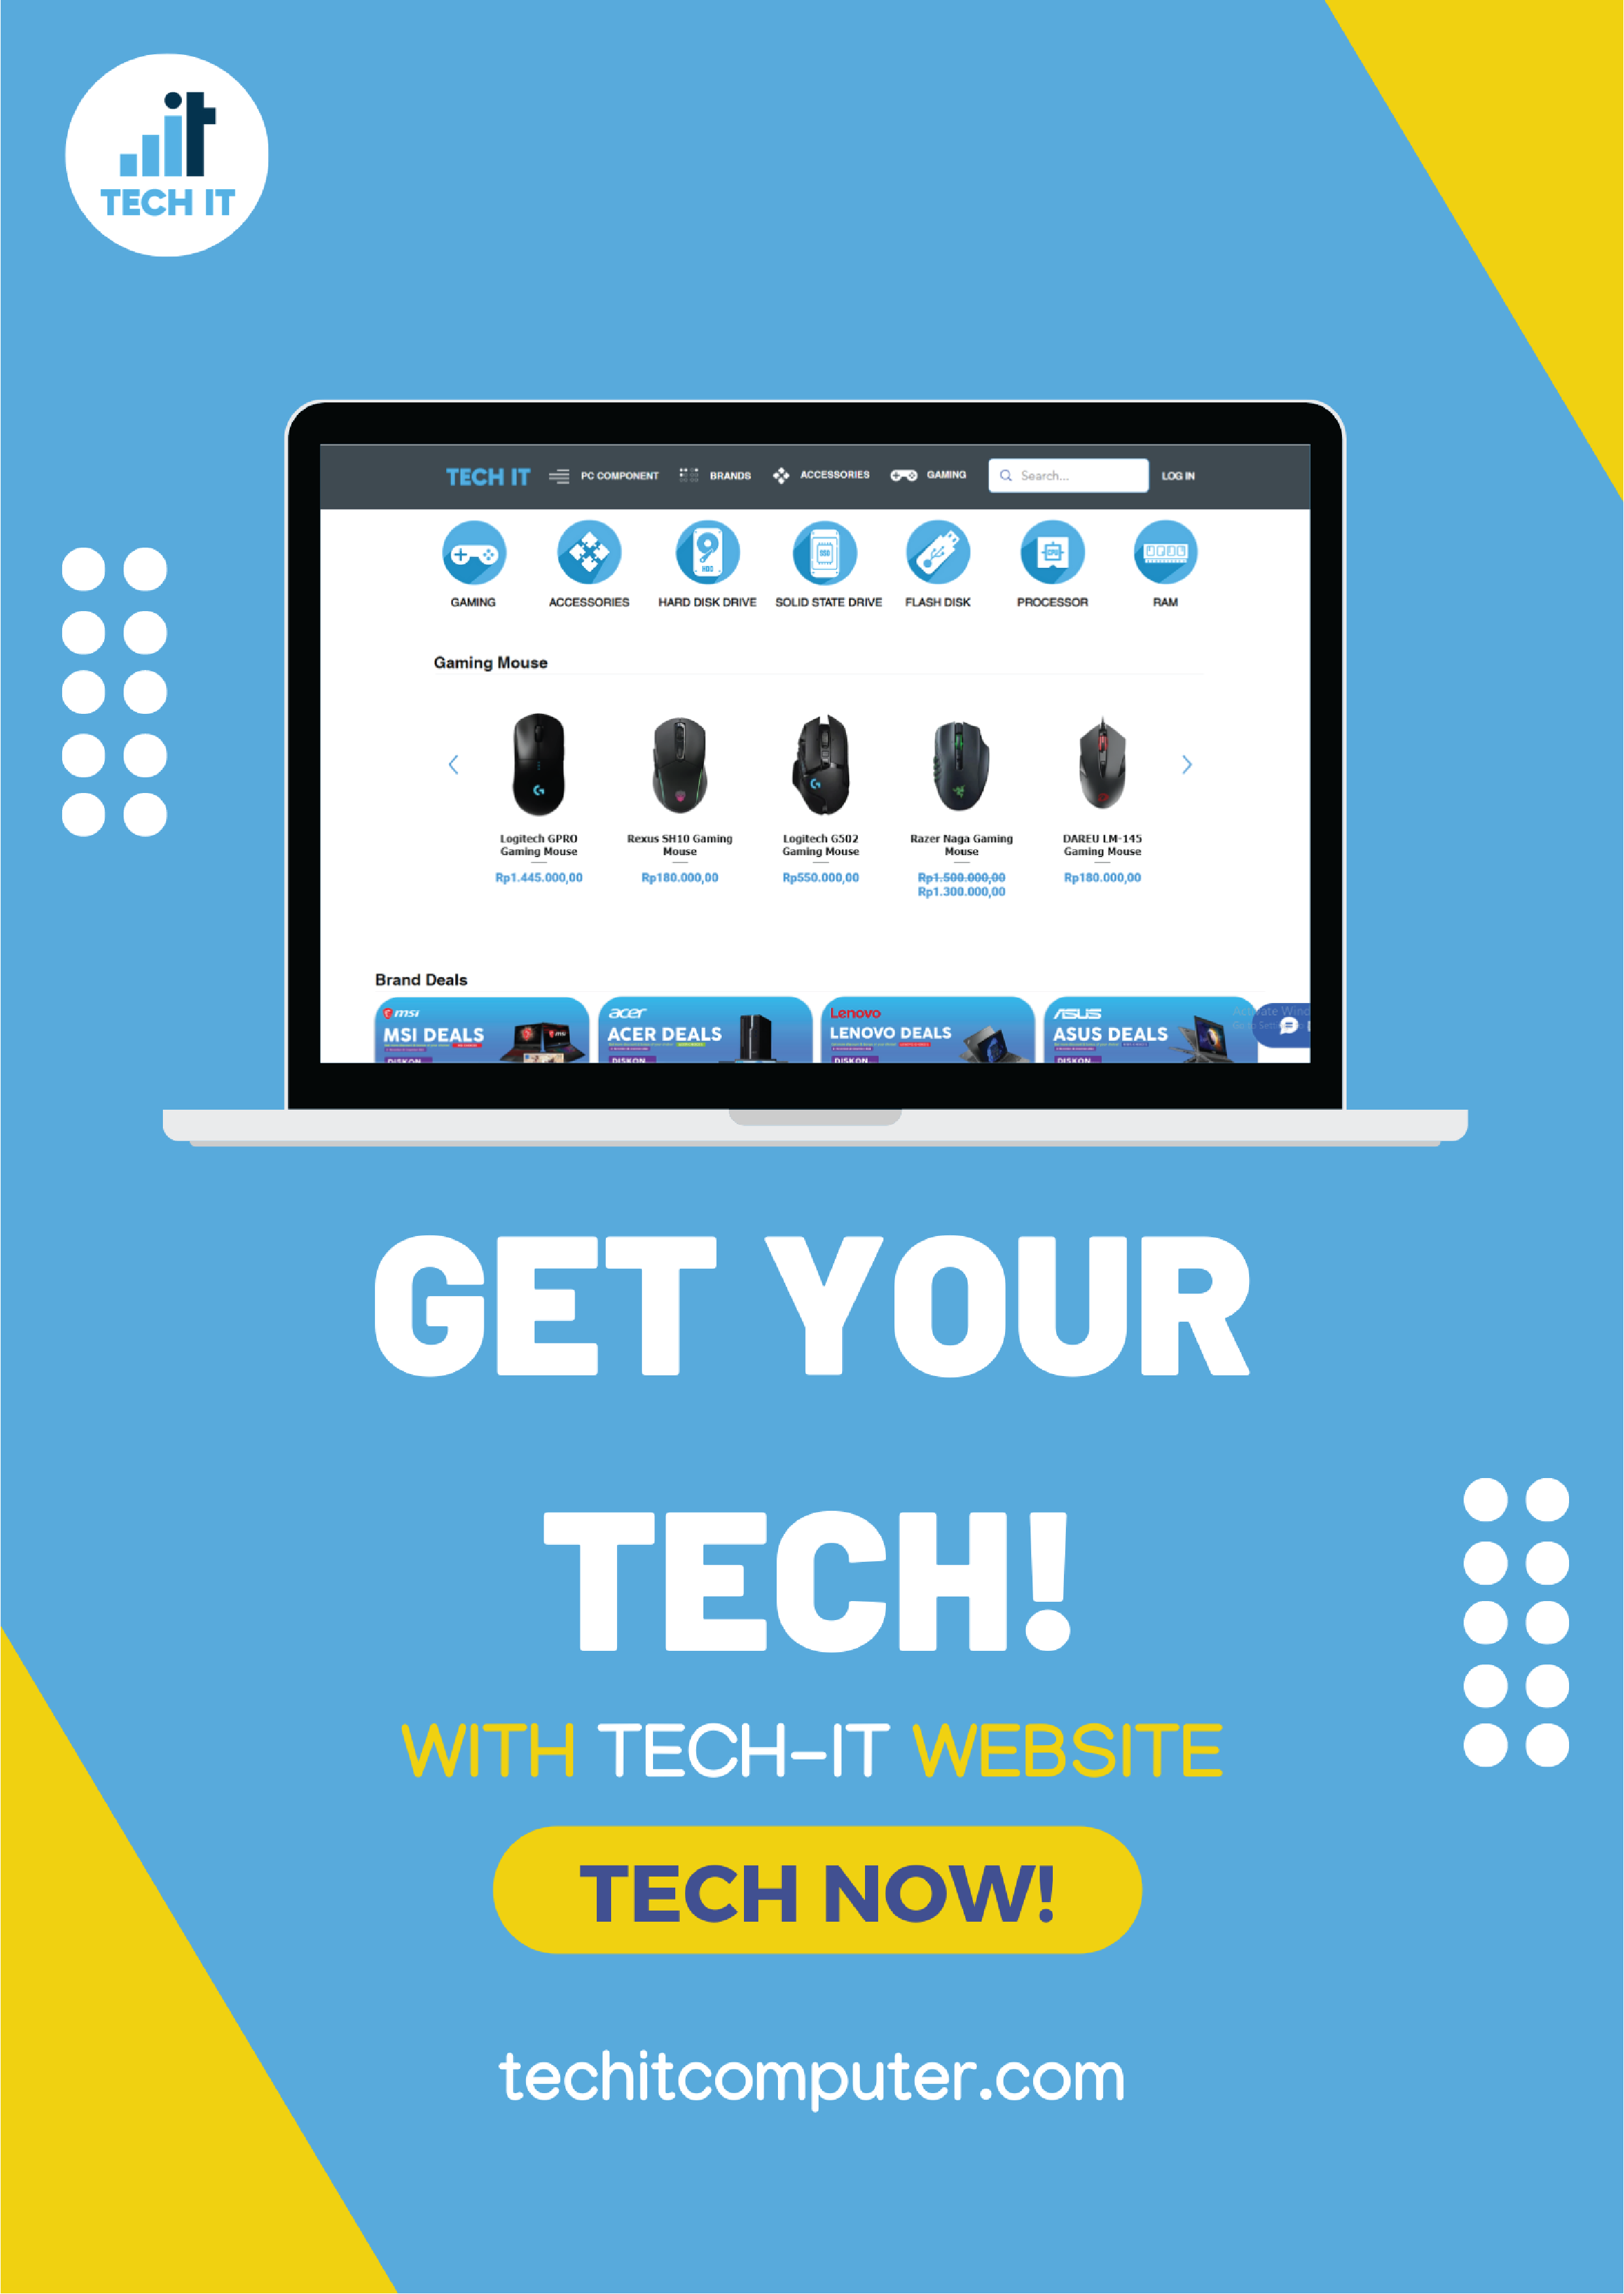 it
TECH IT
TECH IT PC COMPONENT BRANDS ACCESSORIES GAMING Search... LOG IN
HDD SSD CPU
GAMING ACCESSORIES HARD DISK DRIVE SOLID STATE DRIVE FLASH DISK PROCESSOR RAM
Gaming Mouse
Logitech GPRO Rexus SH10 Gaming Logitech G502 Razer Naga Gaming DAREU LM-145
Gaming Mouse Mouse Gaming Mouse Mouse Gaming Mouse
Rp1.445.000,00 Rp180.000,00 Rp550.000,00 Rp1.500.000,00 Rp180.000,00
Rp1.300.000,00
Brand Deals
msi acer Lenovo ASUS
MSI DEALS ACER DEALS LENOVO DEALS ASUS DEALS
DISKON DISKON DISKON DISKON
GET YOUR
TECH!
WITH TECH-IT WEBSITE
TECH NOW!
techitcomputer.com